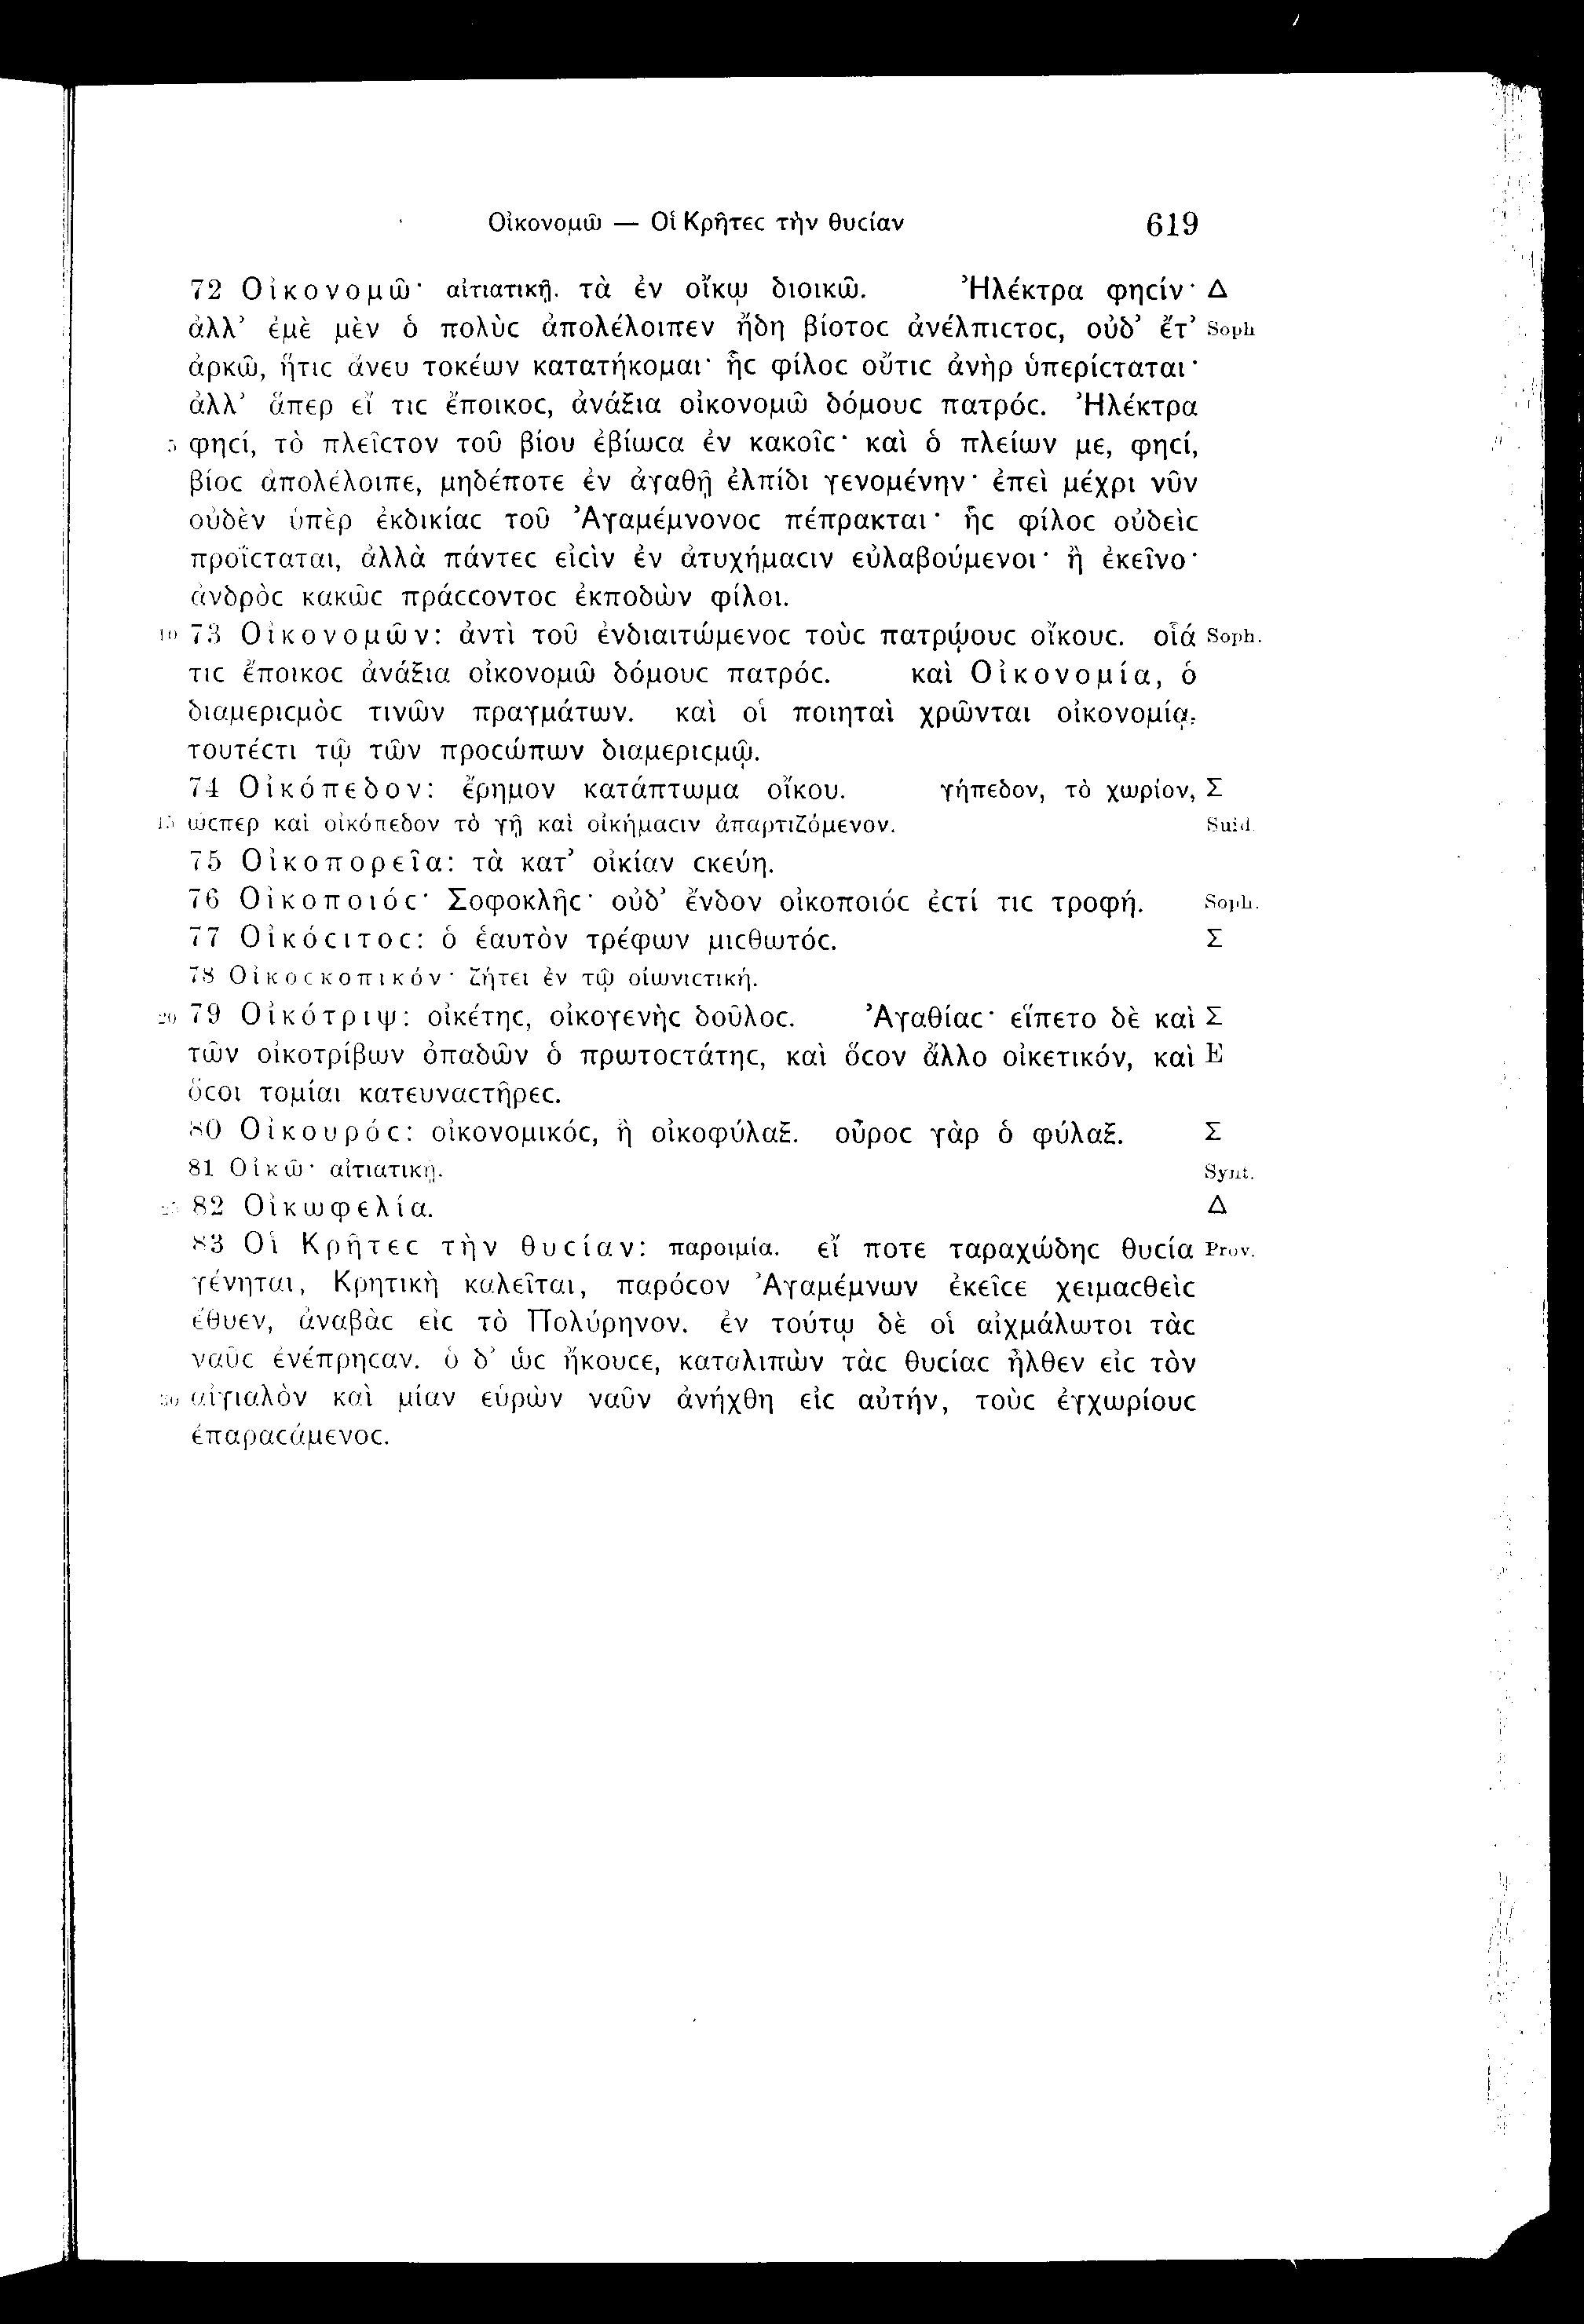 Οἰκονομῶ — Οἱ Κρῆτεϲ τὴν θυϲίαν 619
72 Οἰκονομῶ· αἰτιατικῇ. τὰ ἐν οἴκῳ διοικῶ. Ἠλέκτρα φηϲίν· Δ
ἀλλ’ ἐμὲ μὲν ὁ πολὺϲ ἀπολέλοιπεν ἤδη βίοτοϲ ἀνέλπιϲτοϲ, οὐδ’ ἔτ’ Soph
ἀρκῶ, ἥτιϲ ἄνευ τοκέων κατατήκομαι· ἧϲ φίλοϲ οὔτιϲ ἀνὴρ ὑπερίϲταται·
ἀλλ’ ἅπερ εἴ τιϲ ἔποικοϲ, ἀνάξια οἰκονομῶ δόμουϲ πατρόϲ. Ἠλέκτρα
5 φηϲί, τὸ πλεῖϲτον τοῦ βίου ἐβίωϲα ἐν κακοῖϲ· καὶ ὁ πλείων με, φηϲί,
βίοϲ ἀπολέλοιπε, μηδέποτε ἐν ἀγαθῇ ἐλπίδι γενομένην· ἐπεὶ μέχρι νῦν
οὐδὲν ὑπὲρ ἐκδικίαϲ τοῦ Ἀγαμέμνονοϲ πέπρακται· ἧϲ φίλοϲ οὐδεὶϲ
προΐϲταται, ἀλλὰ πάντεϲ εἰϲὶν ἐν ἀτυχήμαϲιν εὐλαβούμενοι· ἢ ἐκεῖνο·
ἀνδρὸϲ κακῶϲ πράϲϲοντοϲ ἐκποδὼν φίλοι.
10 73 Οἰκονομῶν: ἀντὶ τοῦ ἐνδιαιτώμενοϲ τοὺϲ πατρῴουϲ οἴκουϲ. οἷά Soph.
τιϲ ἔποικοϲ ἀνάξια οἰκονομῶ δόμουϲ πατρόϲ. καὶ Οἰκονομία, ὁ
διαμεριϲμὸϲ τινῶν πραγμάτων. καὶ οἱ ποιηταὶ χρῶνται οἰκονομίᾳ,
τουτέϲτι τῷ τῶν προϲώπων διαμεριϲμῷ.
74 Οἰκόπεδον: ἔρημον κατάπτωμα οἴκου. γήπεδον, τὸ χωρίον, Σ
15 ὥϲπερ καὶ οἰκόπεδον τὸ γῇ καὶ οἰκήμαϲιν ἀπαρτιζόμενον. Suid.
75 Οἰκοπορεῖα: τὰ κατ’ οἰκίαν ϲκεύη.
76 Οἰκοποιόϲ· Σοφοκλῆϲ· οὐδ’ ἔνδον οἰκοποιόϲ ἐϲτί τιϲ τροφή. Soph.
77 Οἰκόϲιτοϲ: ὁ ἑαυτὸν τρέφων μιϲθωτόϲ. Σ
78 Οἰκοϲκοπικόν· ζήτει ἐν τῷ οἰωνιϲτική.
20 79 Οἰκότριψ: οἰκέτηϲ, οἰκογενὴϲ δοῦλοϲ. Ἀγαθίαϲ· εἵπετο δὲ καὶ Σ
τῶν οἰκοτρίβων ὀπαδῶν ὁ πρωτοϲτάτηϲ, καὶ ὅϲον ἄλλο οἰκετικόν, καὶ E
ὅϲοι τομίαι κατευναϲτῆρεϲ.
80 Οἰκουρόϲ: οἰκονομικόϲ, ἢ οἰκοφύλαξ. οὖροϲ γὰρ ὁ φύλαξ. Σ
81 Οἰκῶ· αἰτιατικῇ. Synt.
25 82 Οἰκωφελία. Δ
83 Οἱ Κρῆτεϲ τὴν θυϲίαν: παροιμία. εἴ ποτε ταραχώδηϲ θυϲία Prov.
γένηται, Κρητικὴ καλεῖται, παρόϲον Ἀγαμέμνων ἐκεῖϲε χειμαϲθεὶϲ
ἔθυεν, ἀναβὰϲ εἰϲ τὸ Πολύρηνον. ἐν τούτῳ δὲ οἱ αἰχμάλωτοι τὰϲ
ναῦϲ ἐνέπρηϲαν. ὁ δ’ ὡϲ ἤκουϲε, καταλιπὼν τὰϲ θυϲίαϲ ἦλθεν εἰϲ τὸν
30 αἰγιαλὸν καὶ μίαν εὑρὼν ναῦν ἀνήχθη εἰϲ αὐτήν, τοὺϲ ἐγχωρίουϲ
ἐπαραϲάμενοϲ.